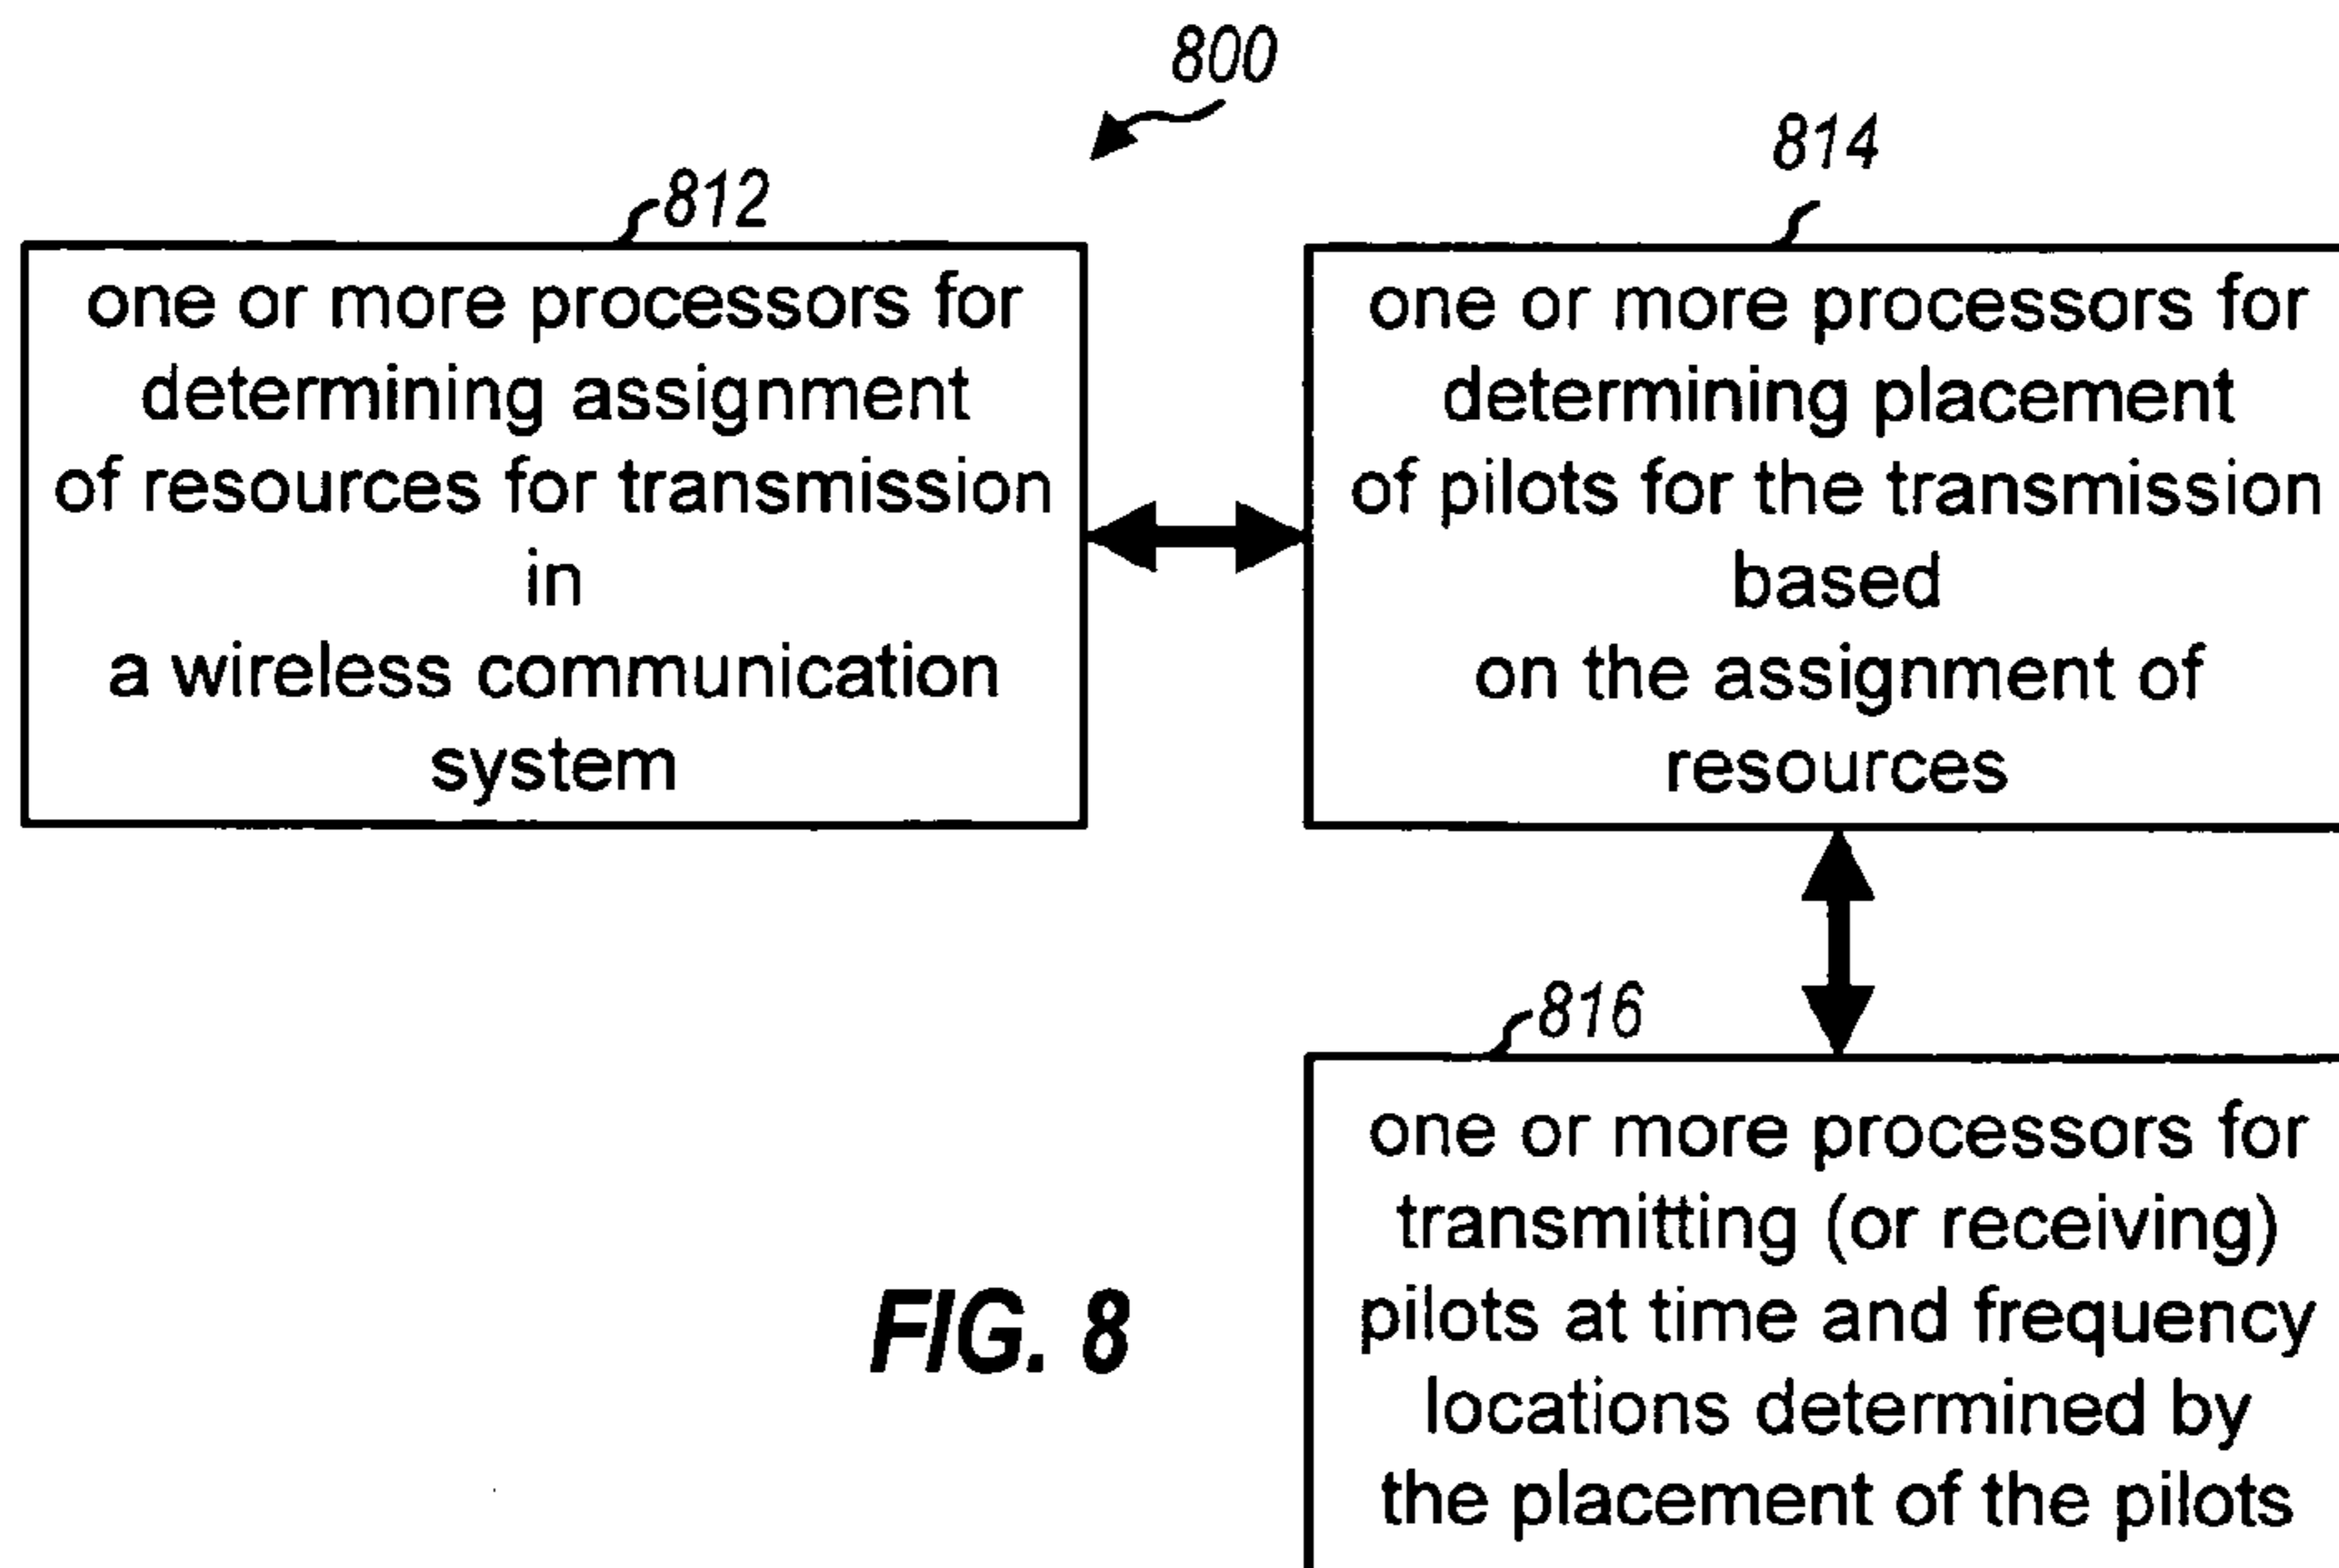 800
812
one or more processors for
determining assignment
of resources for transmission
in
a wireless communication
system
814
one or more processors for
determining placement
of pilots for the transmission
based
on the assignment of
resources
816
one or more processors for
transmitting (or receiving)
pilots at time and frequency
locations determined by
the placement of the pilots
FIG. 8